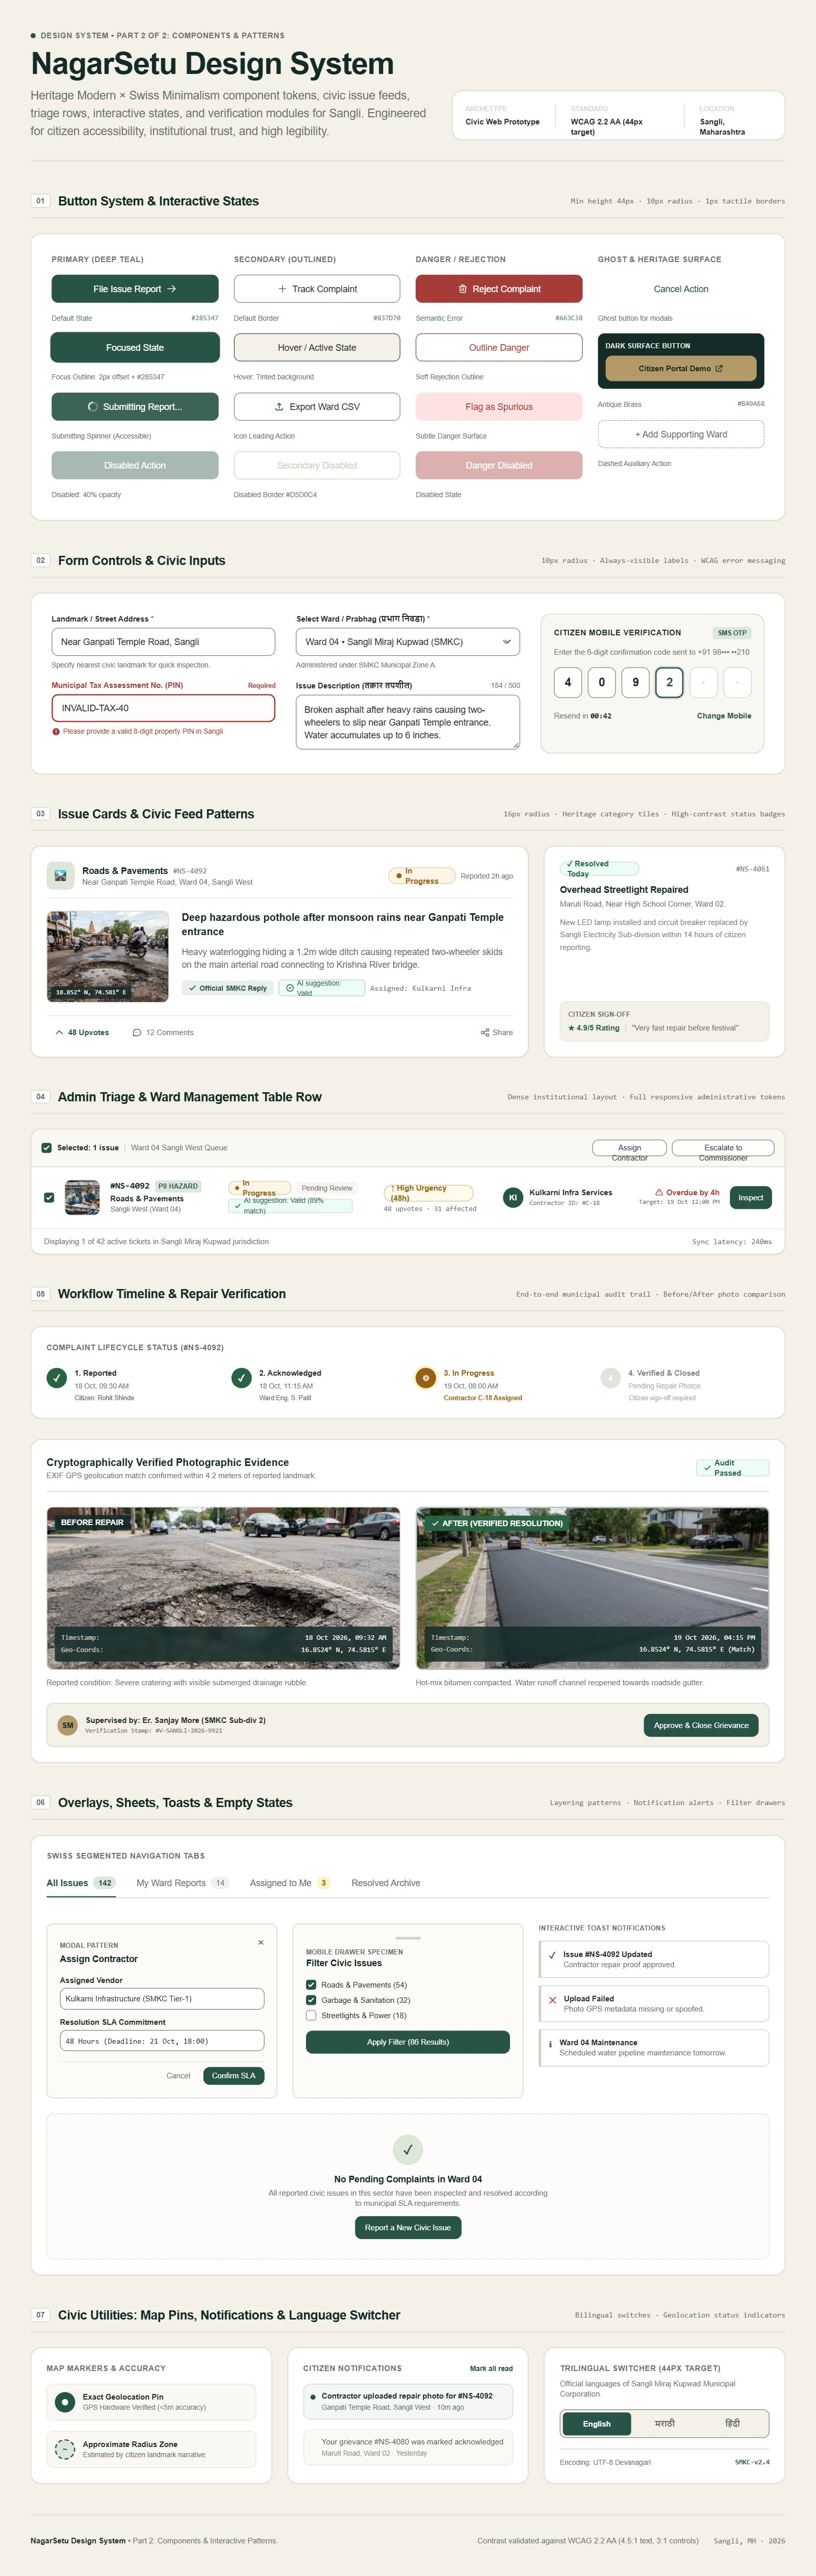 DESIGN SYSTEM • PART 2 OF 2: COMPONENTS & PATTERNS
NagarSetu Design System
Heritage Modern × Swiss Minimalism component tokens, civic issue feeds,
triage rows, interactive states, and verification modules for Sangli. Engineered
for citizen accessibility, institutional trust, and high legibility.
ARCHETYPE
Civic Web Prototype
STANDARD
WCAG 2.2 AA (44px
target)
LOCATION
Sangli,
Maharashtra
01 Button System & Interactive States
Min height 44px · 10px radius · 1px tactile borders
PRIMARY (DEEP TEAL)
File Issue Report →
Default State #285347
Focused State
Focus Outline: 2px offset + #285347
Submitting Report...
Submitting Spinner (Accessible)
Disabled Action
Disabled: 40% opacity
SECONDARY (OUTLINED)
Track Complaint
Default Border #837D70
Hover / Active State
Hover: Tinted background
Export Ward CSV
Icon Leading Action
Secondary Disabled
Disabled Border #D5D0C4
DANGER / REJECTION
Reject Complaint
Semantic Error #A63C38
Outline Danger
Soft Rejection Outline
Flag as Spurious
Subtle Danger Surface
Danger Disabled
Disabled State
GHOST & HERITAGE SURFACE
Cancel Action
Ghost button for modals
DARK SURFACE BUTTON
Citizen Portal Demo
Antique Brass #B49A68
+ Add Supporting Ward
Dashed Auxiliary Action
02 Form Controls & Civic Inputs
10px radius · Always-visible labels · WCAG error messaging
Landmark / Street Address *
Near Ganpati Temple Road, Sangli
Specify nearest civic landmark for quick inspection.
Municipal Tax Assessment No. (PIN) Required
INVALID-TAX-40
Please provide a valid 8-digit property PIN in Sangli.
Select Ward / Prabhag (प्रभाग निवडा) *
Ward 04 • Sangli Miraj Kupwad (SMKC)
Administered under SMKC Municipal Zone A.
Issue Description (तक्रार तपशील) 184 / 500
Broken asphalt after heavy rains causing two-
wheelers to slip near Ganpati Temple entrance.
Water accumulates up to 6 inches.
CITIZEN MOBILE VERIFICATION SMS OTP
Enter the 6-digit confirmation code sent to +91 98••• ••210
4 0 9 2 · ·
Resend in 00:42 Change Mobile
03 Issue Cards & Civic Feed Patterns
16px radius · Heritage category tiles · High-contrast status badges
Roads & Pavements #NS-4092
Near Ganpati Temple Road, Ward 04, Sangli West
In
Progress
Reported 2h ago
18.852° N, 74.581° E
Deep hazardous pothole after monsoon rains near Ganpati Temple
entrance
Heavy waterlogging hiding a 1.2m wide ditch causing repeated two-wheeler skids
on the main arterial road connecting to Krishna River bridge.
Official SMKC Reply
AI suggestion:
Valid
Assigned: Kulkarni Infra
48 Upvotes
12 Comments
Share
✓ Resolved
Today
#NS-4061
Overhead Streetlight Repaired
Maruti Road, Near High School Corner, Ward 02.
New LED lamp installed and circuit breaker replaced by
Sangli Electricity Sub-division within 14 hours of citizen
reporting.
CITIZEN SIGN-OFF
★ 4.9/5 Rating | "Very fast repair before festival"
04 Admin Triage & Ward Management Table Row
Dense institutional layout · Full responsive administrative tokens
Selected: 1 issue | Ward 04 Sangli West Queue
Assign
Contractor
Escalate to
Commissioner
#NS-4092 P0 HAZARD
Roads & Pavements
Sangli West (Ward 04)
In
Progress
Pending Review
AI suggestion: Valid (89%
match)
! High Urgency
(48h)
48 upvotes · 31 affected
KI
Kulkarni Infra Services
Contractor ID: #C-18
Overdue by 4h
Target: 19 Oct 12:00 PM
Inspect
Displaying 1 of 42 active tickets in Sangli Miraj Kupwad jurisdiction
Sync latency: 240ms
05 Workflow Timeline & Repair Verification
End-to-end municipal audit trail · Before/After photo comparison
COMPLAINT LIFECYCLE STATUS (#NS-4092)
1. Reported
18 Oct, 09:30 AM
Citizen: Rohit Shinde
2. Acknowledged
18 Oct, 11:15 AM
Ward Eng. S. Patil
3. In Progress
19 Oct, 08:00 AM
Contractor C-18 Assigned
4
4. Verified & Closed
Pending Repair Photos
Citizen sign-off required
Cryptographically Verified Photographic Evidence
EXIF GPS geolocation match confirmed within 4.2 meters of reported landmark.
Audit
Passed
BEFORE REPAIR
Timestamp: 18 Oct 2026, 09:32 AM
Geo-Coords: 16.8524° N, 74.5815° E
Reported condition: Severe cratering with visible submerged drainage rubble.
AFTER (VERIFIED RESOLUTION)
Timestamp: 19 Oct 2026, 04:15 PM
Geo-Coords: 16.8524° N, 74.5815° E (Match)
Hot-mix bitumen compacted. Water runoff channel reopened towards roadside gutter.
SM
Supervised by: Er. Sanjay More (SMKC Sub-div 2)
Verification Stamp: #V-SANGLI-2026-9921
Approve & Close Grievance
06 Overlays, Sheets, Toasts & Empty States
Layering patterns · Notification alerts · Filter drawers
SWISS SEGMENTED NAVIGATION TABS
All Issues 142
My Ward Reports 14
Assigned to Me 3
Resolved Archive
MODAL PATTERN
Assign Contractor
×
Assigned Vendor
Kulkarni Infrastructure (SMKC Tier-1)
Resolution SLA Commitment
48 Hours (Deadline: 21 Oct, 18:00)
Cancel
Confirm SLA
MOBILE DRAWER SPECIMEN
Filter Civic Issues
Roads & Pavements (54)
Garbage & Sanitation (32)
Streetlights & Power (18)
Apply Filter (86 Results)
INTERACTIVE TOAST NOTIFICATIONS
Issue #NS-4092 Updated
Contractor repair proof approved.
Upload Failed
Photo GPS metadata missing or spoofed.
Ward 04 Maintenance
Scheduled water pipeline maintenance tomorrow.
No Pending Complaints in Ward 04
All reported civic issues in this sector have been inspected and resolved according
to municipal SLA requirements.
Report a New Civic Issue
07 Civic Utilities: Map Pins, Notifications & Language Switcher
Bilingual switches · Geolocation status indicators
MAP MARKERS & ACCURACY
Exact Geolocation Pin
GPS Hardware Verified (<5m accuracy)
Approximate Radius Zone
Estimated by citizen landmark narrative
CITIZEN NOTIFICATIONS
Mark all read
Contractor uploaded repair photo for #NS-4092
Ganpati Temple Road, Sangli West · 10m ago
Your grievance #NS-4080 was marked acknowledged
Maruti Road, Ward 02 · Yesterday
TRILINGUAL SWITCHER (44PX TARGET)
Official languages of Sangli Miraj Kupwad Municipal
Corporation.
English
मराठी
हिंदी
Encoding: UTF-8 Devanagari
SMKC-v2.4
NagarSetu Design System • Part 2: Components & Interactive Patterns.
Contrast validated against WCAG 2.2 AA (4.5:1 text, 3:1 controls)
Sangli, MH · 2026